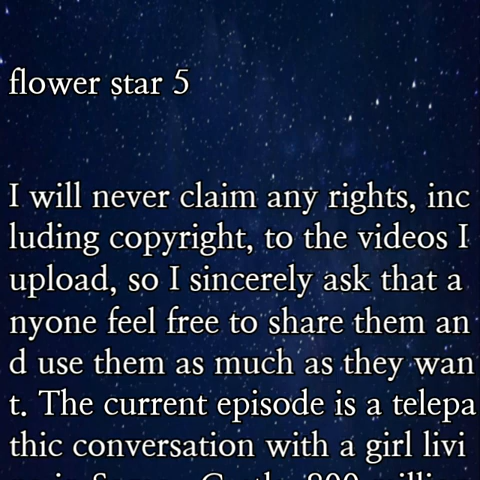 flower star 5
I will never claim any rights, inc
luding copyright, to the videos I
upload, so I sincerely ask that a
nyone feel free to share them an
d use them as much as they wan
t. The current episode is a telepa
thic conversation with a girl livi